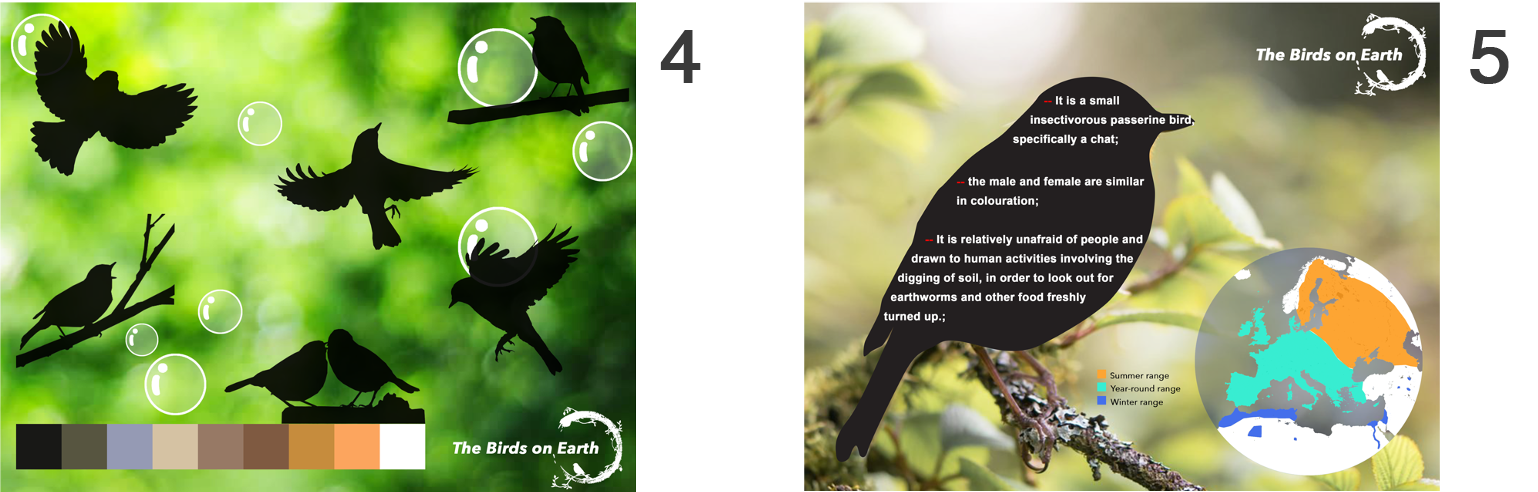 4
The Birds on Earth
5
The Birds on Earth
– It is a small
insectivorous passerine bird,
specifically a chat;
– the male and female are similar
in colouration;
– It is relatively unafraid of people and
drawn to human activities involving the
digging of soil, in order to look out for
earthworms and other food freshly
turned up.;
Summer range
Year-round range
Winter range